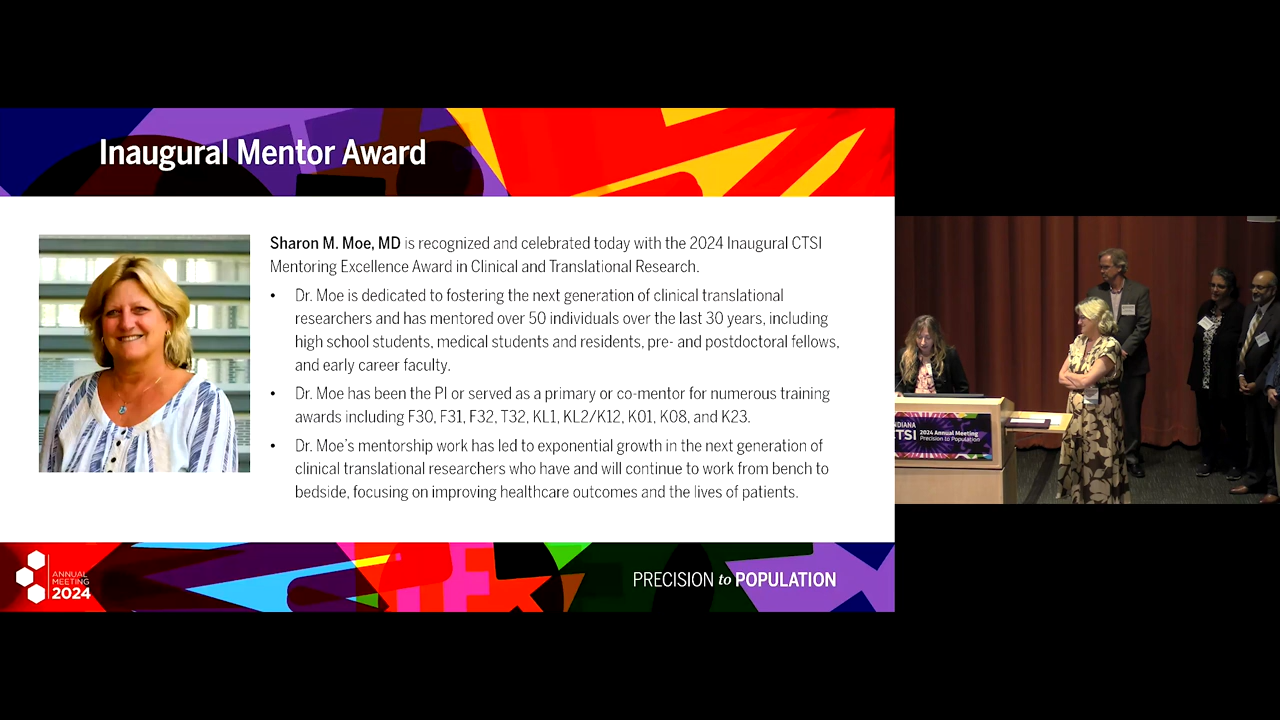 Inaugural Mentor Award
Sharon M. Moe, MD is recognized and celebrated today with the 2024 Inaugural CTSI
Mentoring Excellence Award in Clinical and Translational Research.
• Dr. Moe is dedicated to fostering the next generation of clinical translational
researchers and has mentored over 50 individuals over the last 30 years, including
high school students, medical students and residents, pre- and postdoctoral fellows,
and early career faculty.
• Dr. Moe has been the PI or served as a primary or co-mentor for numerous training
awards including F30, F31, F32, T32, KL1, KL2/K12, K01, K08, and K23.
• Dr. Moe's mentorship work has led to exponential growth in the next generation of
clinical translational researchers who have and will continue to work from bench to
bedside, focusing on improving healthcare outcomes and the lives of patients.
ANNUAL
MEETING
2024
PRECISION to POPULATION
INDIANA
CTSI
2024 Annual Meeting
Precision to Population